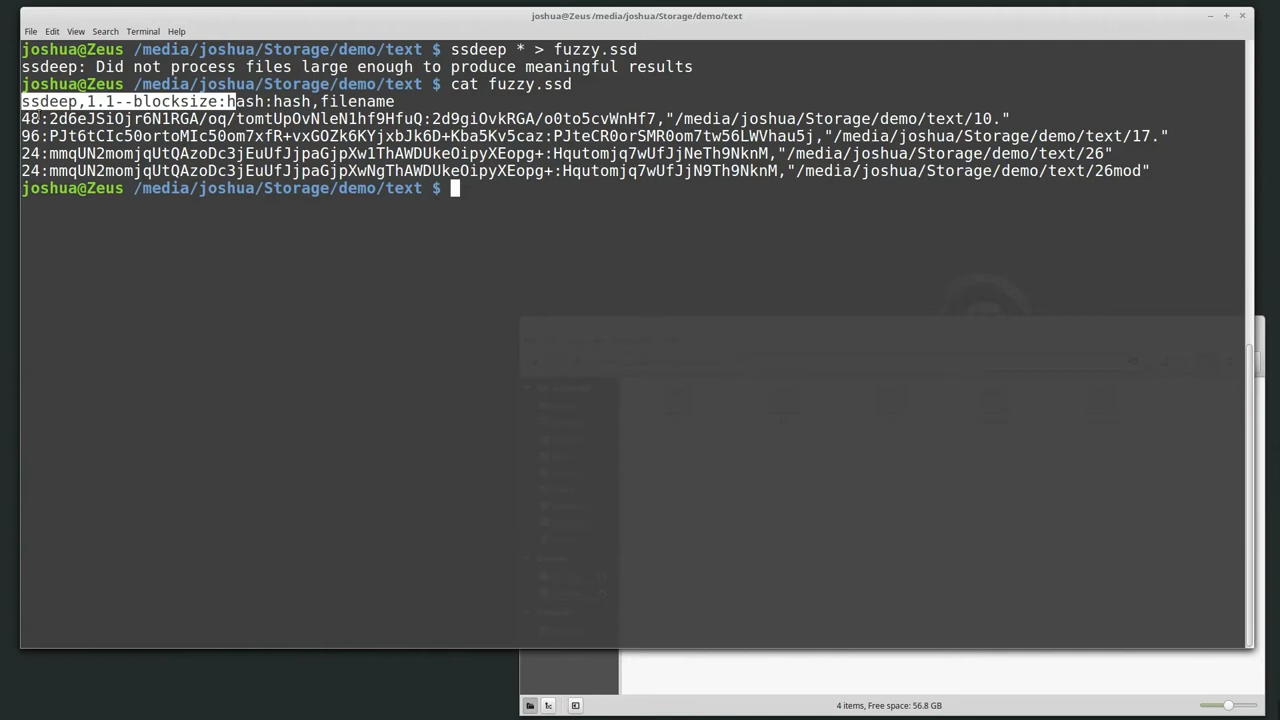 joshua@Zeus /media/joshua/Storage/demo/text
File Edit View Search Terminal Help
joshua@Zeus /media/joshua/Storage/demo/text $ ssdeep * > fuzzy.ssd
ssdeep: Did not process files large enough to produce meaningful results
joshua@Zeus /media/joshua/Storage/demo/text $ cat fuzzy.ssd
ssdeep,1.1--blocksize:hash:hash,filename
48:2d6eJSiOjr6N1RGA/oq/tomtUpOvNleN1hf9HfuQ:2d9giOvkRGA/o0to5cvWnHf7,"/media/joshua/Storage/demo/text/10."
96:PJt6tCIc50ortoMIc50om7xfR+vxGOZk6KYjxbJk6D+Kba5Kv5caz:PJteCR0orSMR0om7tw56LWVhau5j,"/media/joshua/Storage/demo/text/17."
24:mmqUN2momjqUtQAzoDc3jEuUfJjpaGjpXw1ThAWDUkeOipyXEopg+:Hqutomjq7wUfJjNeTh9NknM,"/media/joshua/Storage/demo/text/26"
24:mmqUN2momjqUtQAzoDc3jEuUfJjpaGjpXwNgThAWDUkeOipyXEopg+:Hqutomjq7wUfJjN9Th9NknM,"/media/joshua/Storage/demo/text/26mod"
joshua@Zeus /media/joshua/Storage/demo/text $
4 items, Free space: 56.8 GB